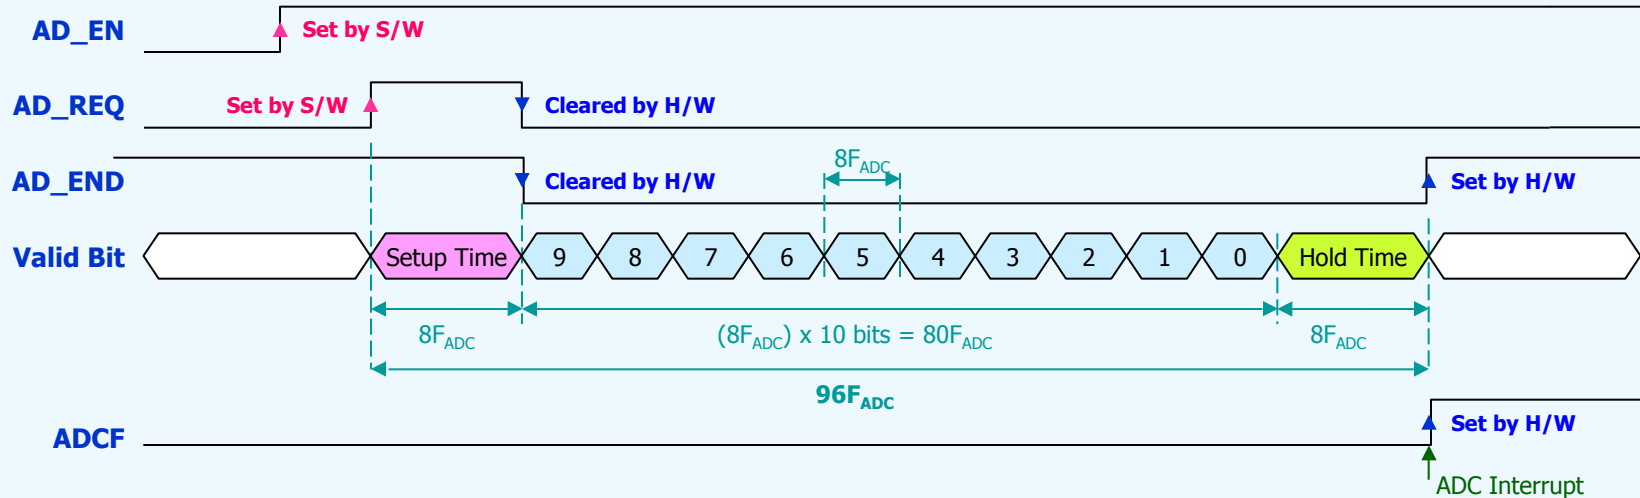 AD_EN
Set by S/W
AD_REQ
Set by S/W
Cleared by H/W
AD_END
Cleared by H/W
8FADC
Set by H/W
Valid Bit
Setup Time
9
8
7
6
5
4
3
2
1
0
Hold Time
8FADC
(8FADC) x 10 bits = 80FADC
8FADC
96FADC
ADCF
Set by H/W
ADC Interrupt